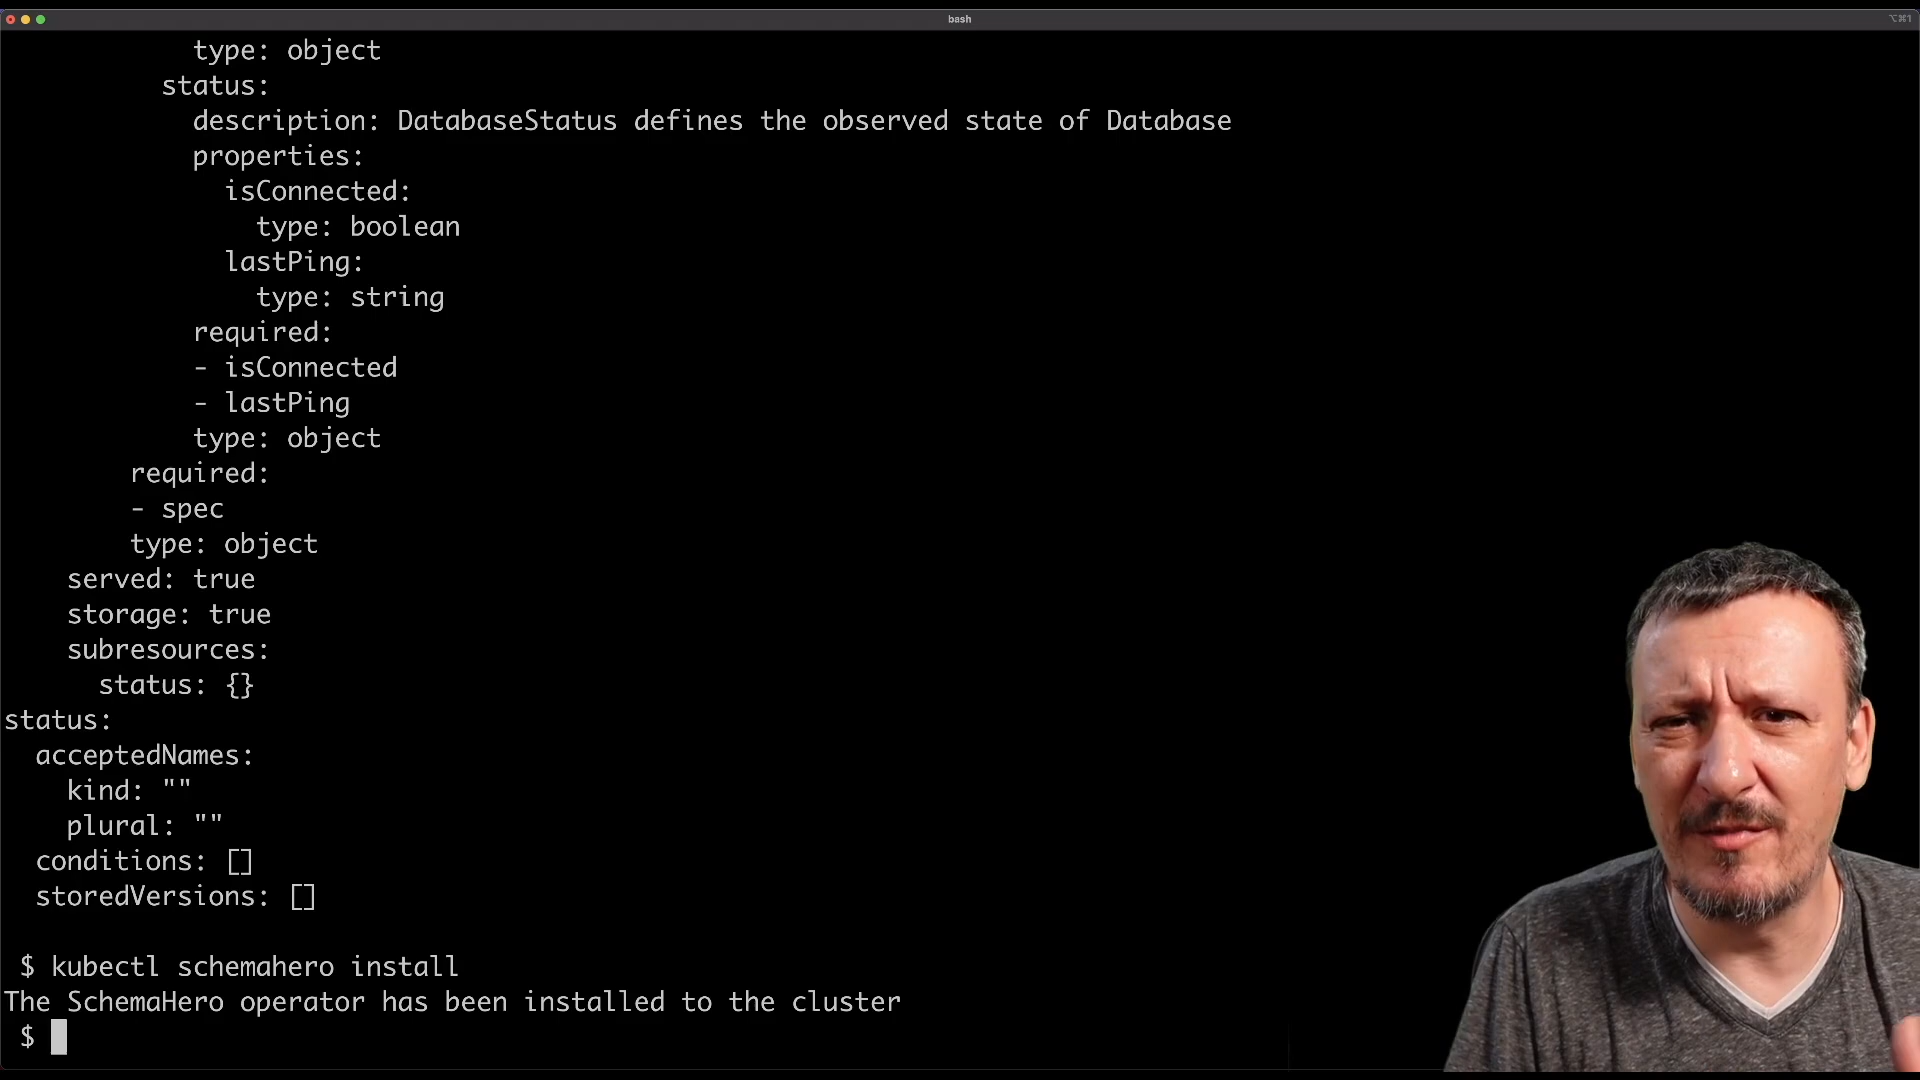 bash
⌥⌘1
type: object
status:
description: DatabaseStatus defines the observed state of Database
properties:
isConnected:
type: boolean
lastPing:
type: string
required:
- isConnected
- lastPing
type: object
required:
- spec
type: object
served: true
storage: true
subresources:
status: {}
status:
acceptedNames:
kind: ""
plural: ""
conditions: []
storedVersions: []
$ kubectl schemahero install
The SchemaHero operator has been installed to the cluster
$